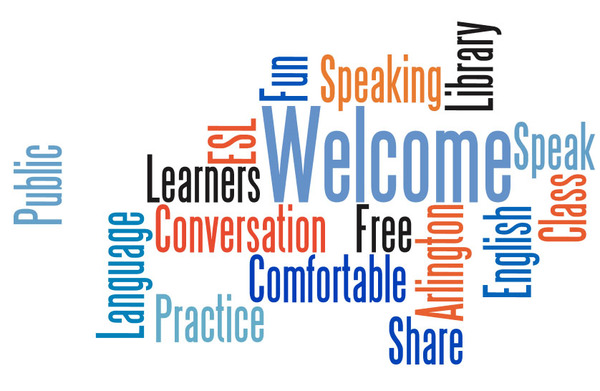 Library
Fun
Speaking
Welcome
ESL
Speak
Public
Learners
Class
Conversation
Free
Arlington
English
Language
Comfortable
Practice
Share